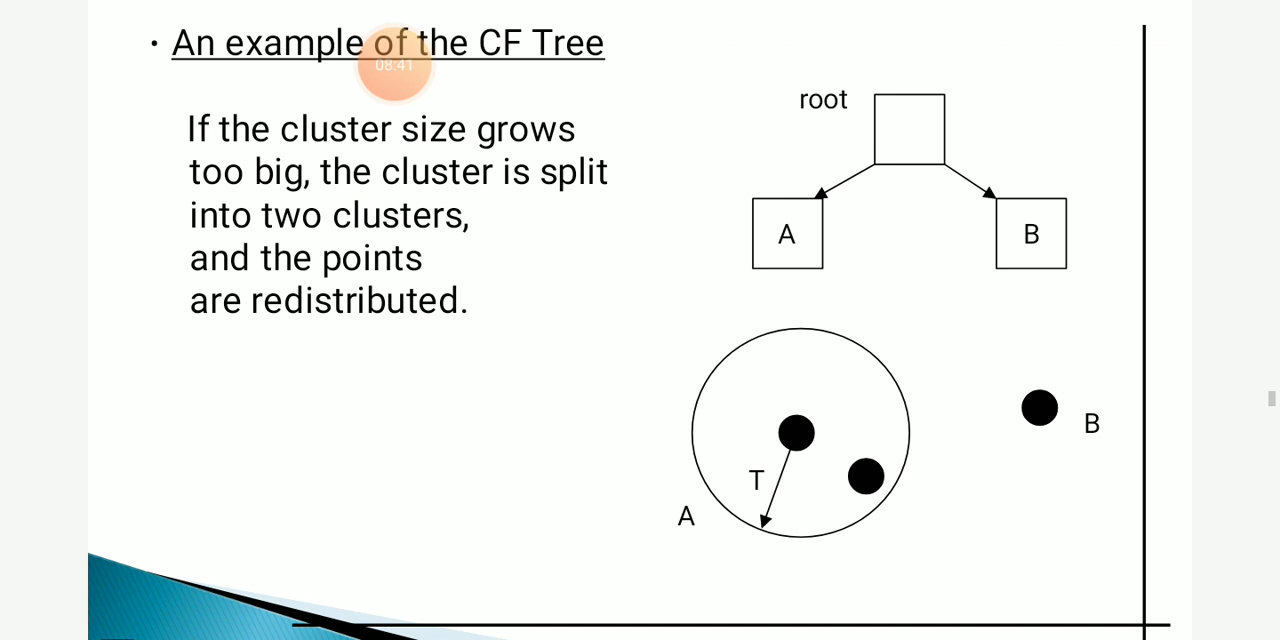 · An example of the CF Tree
08:41
If the cluster size grows
too big, the cluster is split
into two clusters,
and the points
are redistributed.
root
A
B
T
A
B